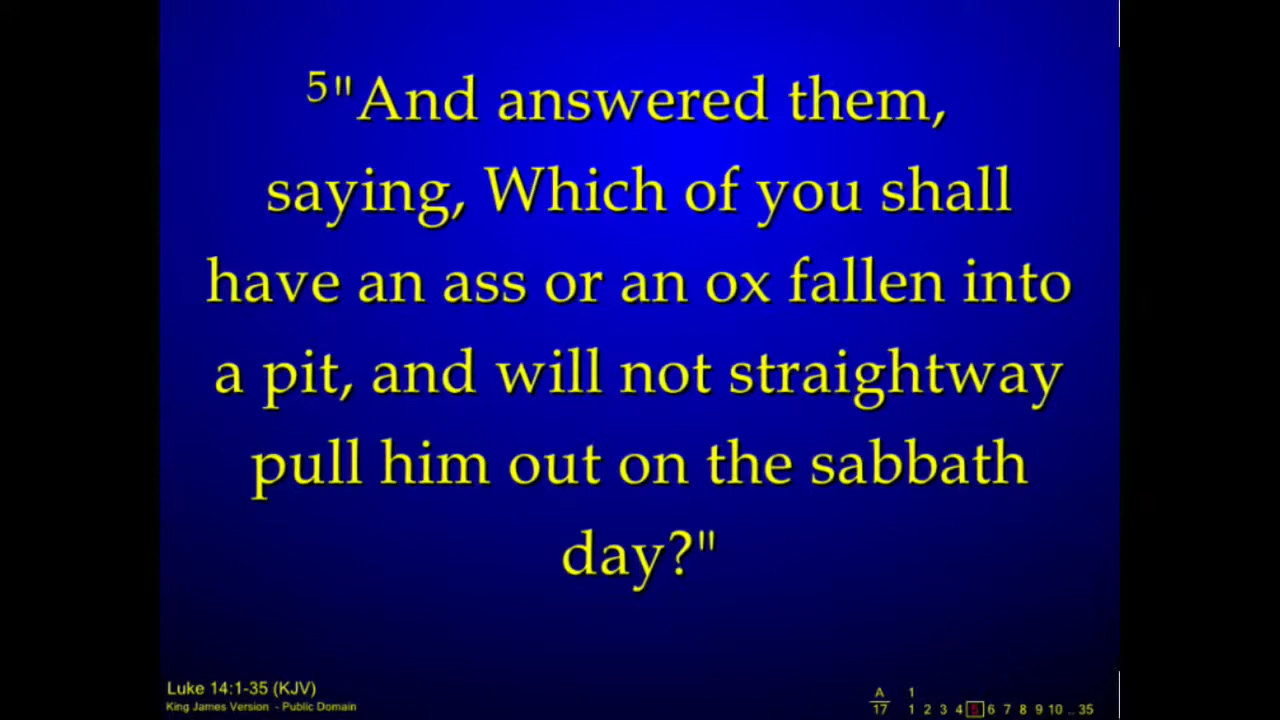 5"And answered them,
saying, Which of you shall
have an ass or an ox fallen into
a pit, and will not straightway
pull him out on the sabbath
day?"
Luke 14:1-35 (KJV)
King James Version - Public Domain
A 1
17 1 2 3 4 5 6 7 8 9 10 .. 35